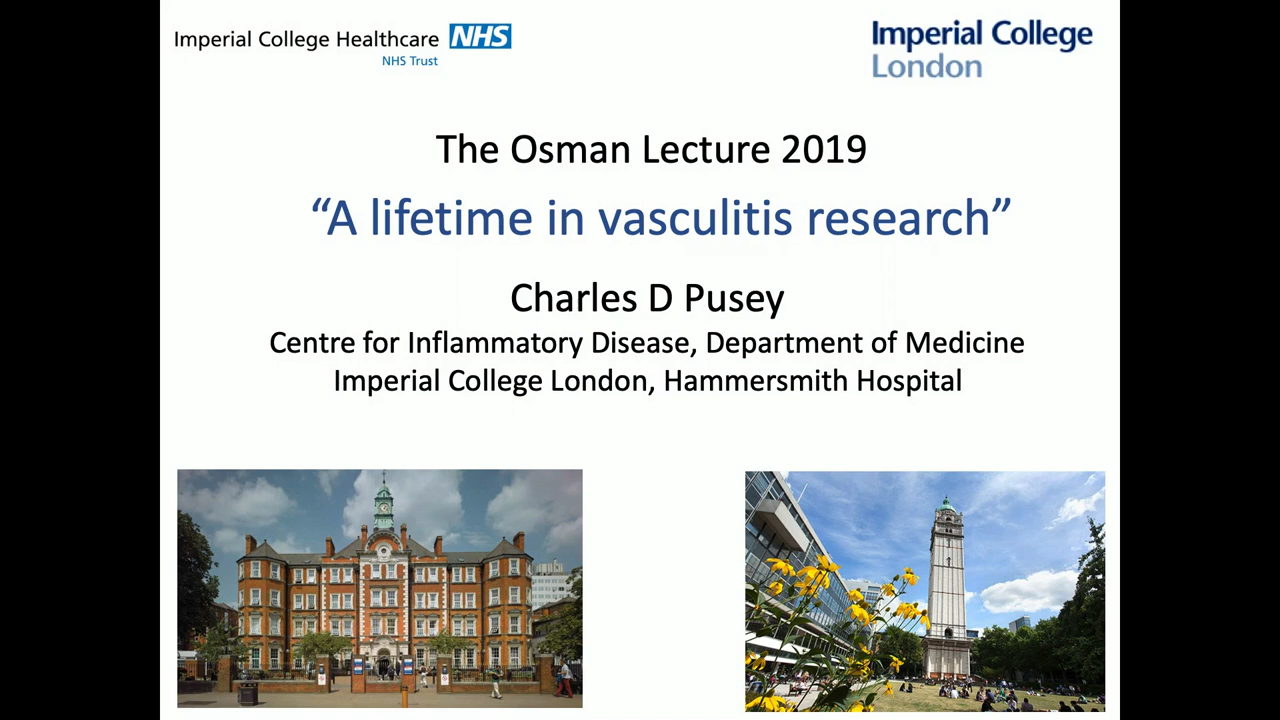 Imperial College Healthcare NHS
NHS Trust
Imperial College
London
The Osman Lecture 2019
“A lifetime in vasculitis research”
Charles D Pusey
Centre for Inflammatory Disease, Department of Medicine
Imperial College London, Hammersmith Hospital